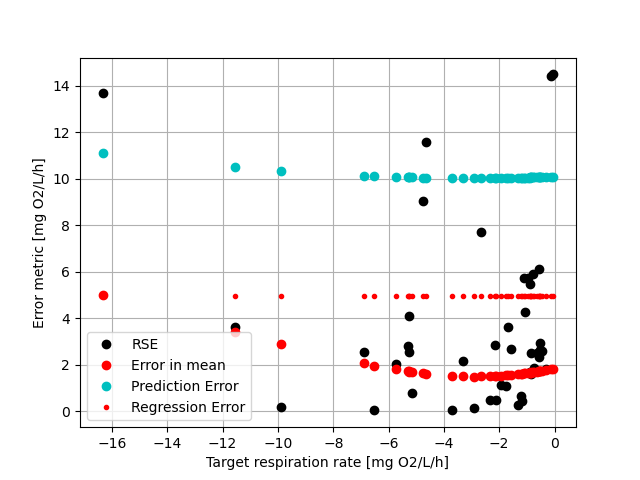 14
12
10
8
6
4
2
0
Error metric [mg O2/L/h]
RSE
Error in mean
Prediction Error
Regression Error
−16 −14 −12 −10 −8 −6 −4 −2 0
Target respiration rate [mg O2/L/h]